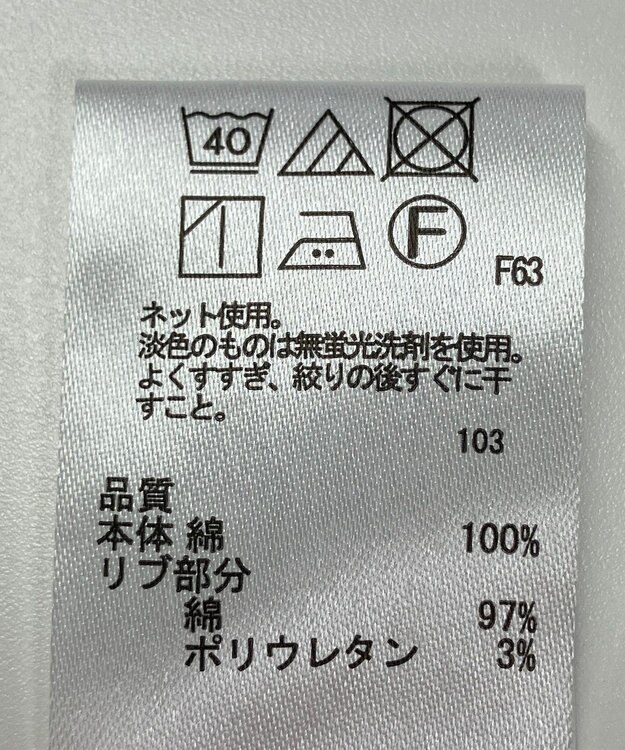 40
F
F63
ネット使用。
淡色のものは無蛍光洗剤を使用。
よくすすぎ、絞りの後すぐに干
すこと。
103
品質
本体 綿 100%
リブ部分
綿 97%
ポリウレタン 3%